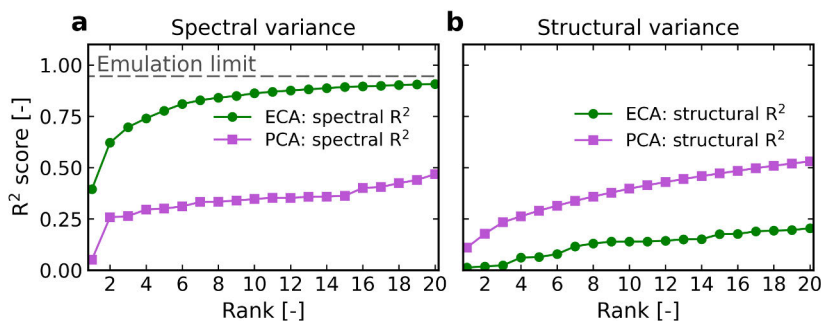 a Spectral variance
b Structural variance
1.00
0.75
0.50
0.25
0.00
R² score [-]
Emulation limit
ECA: spectral R²
PCA: spectral R²
2 4 6 8 10 12 14 16 18 20
Rank [-]
ECA: structural R²
PCA: structural R²
2 4 6 8 10 12 14 16 18 20
Rank [-]